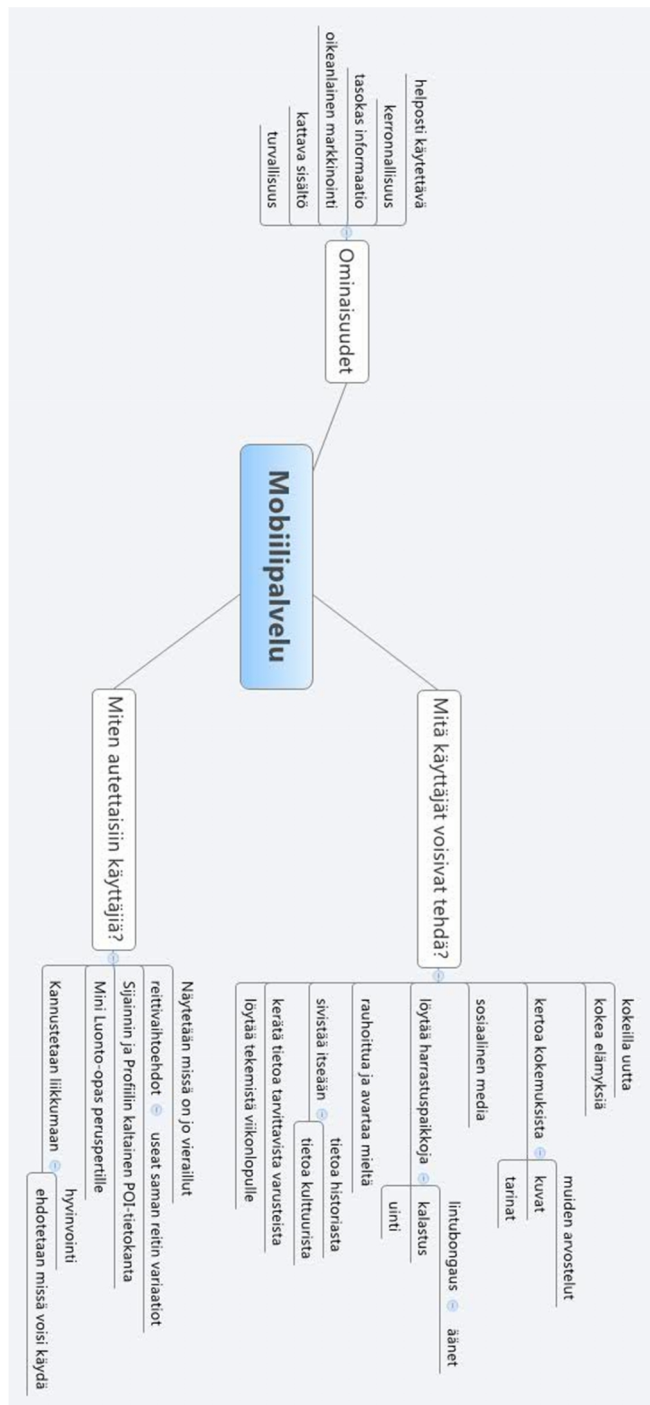 Mobiilipalvelu
Ominaisuudet
helposti käytettävä
kerronnallisuus
tasokas informaatio
oikeanlainen markkinointi
kattava sisältö
turvallisuus
Mitä käyttäjät voisivat tehdä?
kokeilla uutta
kokea elämyksiä
kertoa kokemuksista
muiden arvostelut
kuvat
tarinat
sosiaalinen media
löytää harrastuspaikkoja
lintubongaus
äänet
kalastus
uinti
rauhoittua ja avartaa mieltä
sivistää itseään
tietoa historiasta
tietoa kulttuurista
kerätä tietoa tarvittavista varusteista
löytää tekemistä viikonlopulle
Miten autettaisiin käyttäjiä?
Näytetään missä on jo vieraillut
reittivaihtoehdot
useat saman reitin variaatiot
Sijainnin ja Profiilin kaltainen POI-tietokanta
Mini Luonto-opas peruspertille
Kannustetaan liikkumaan
hyvinvointi
ehdotetaan missä voisi käydä